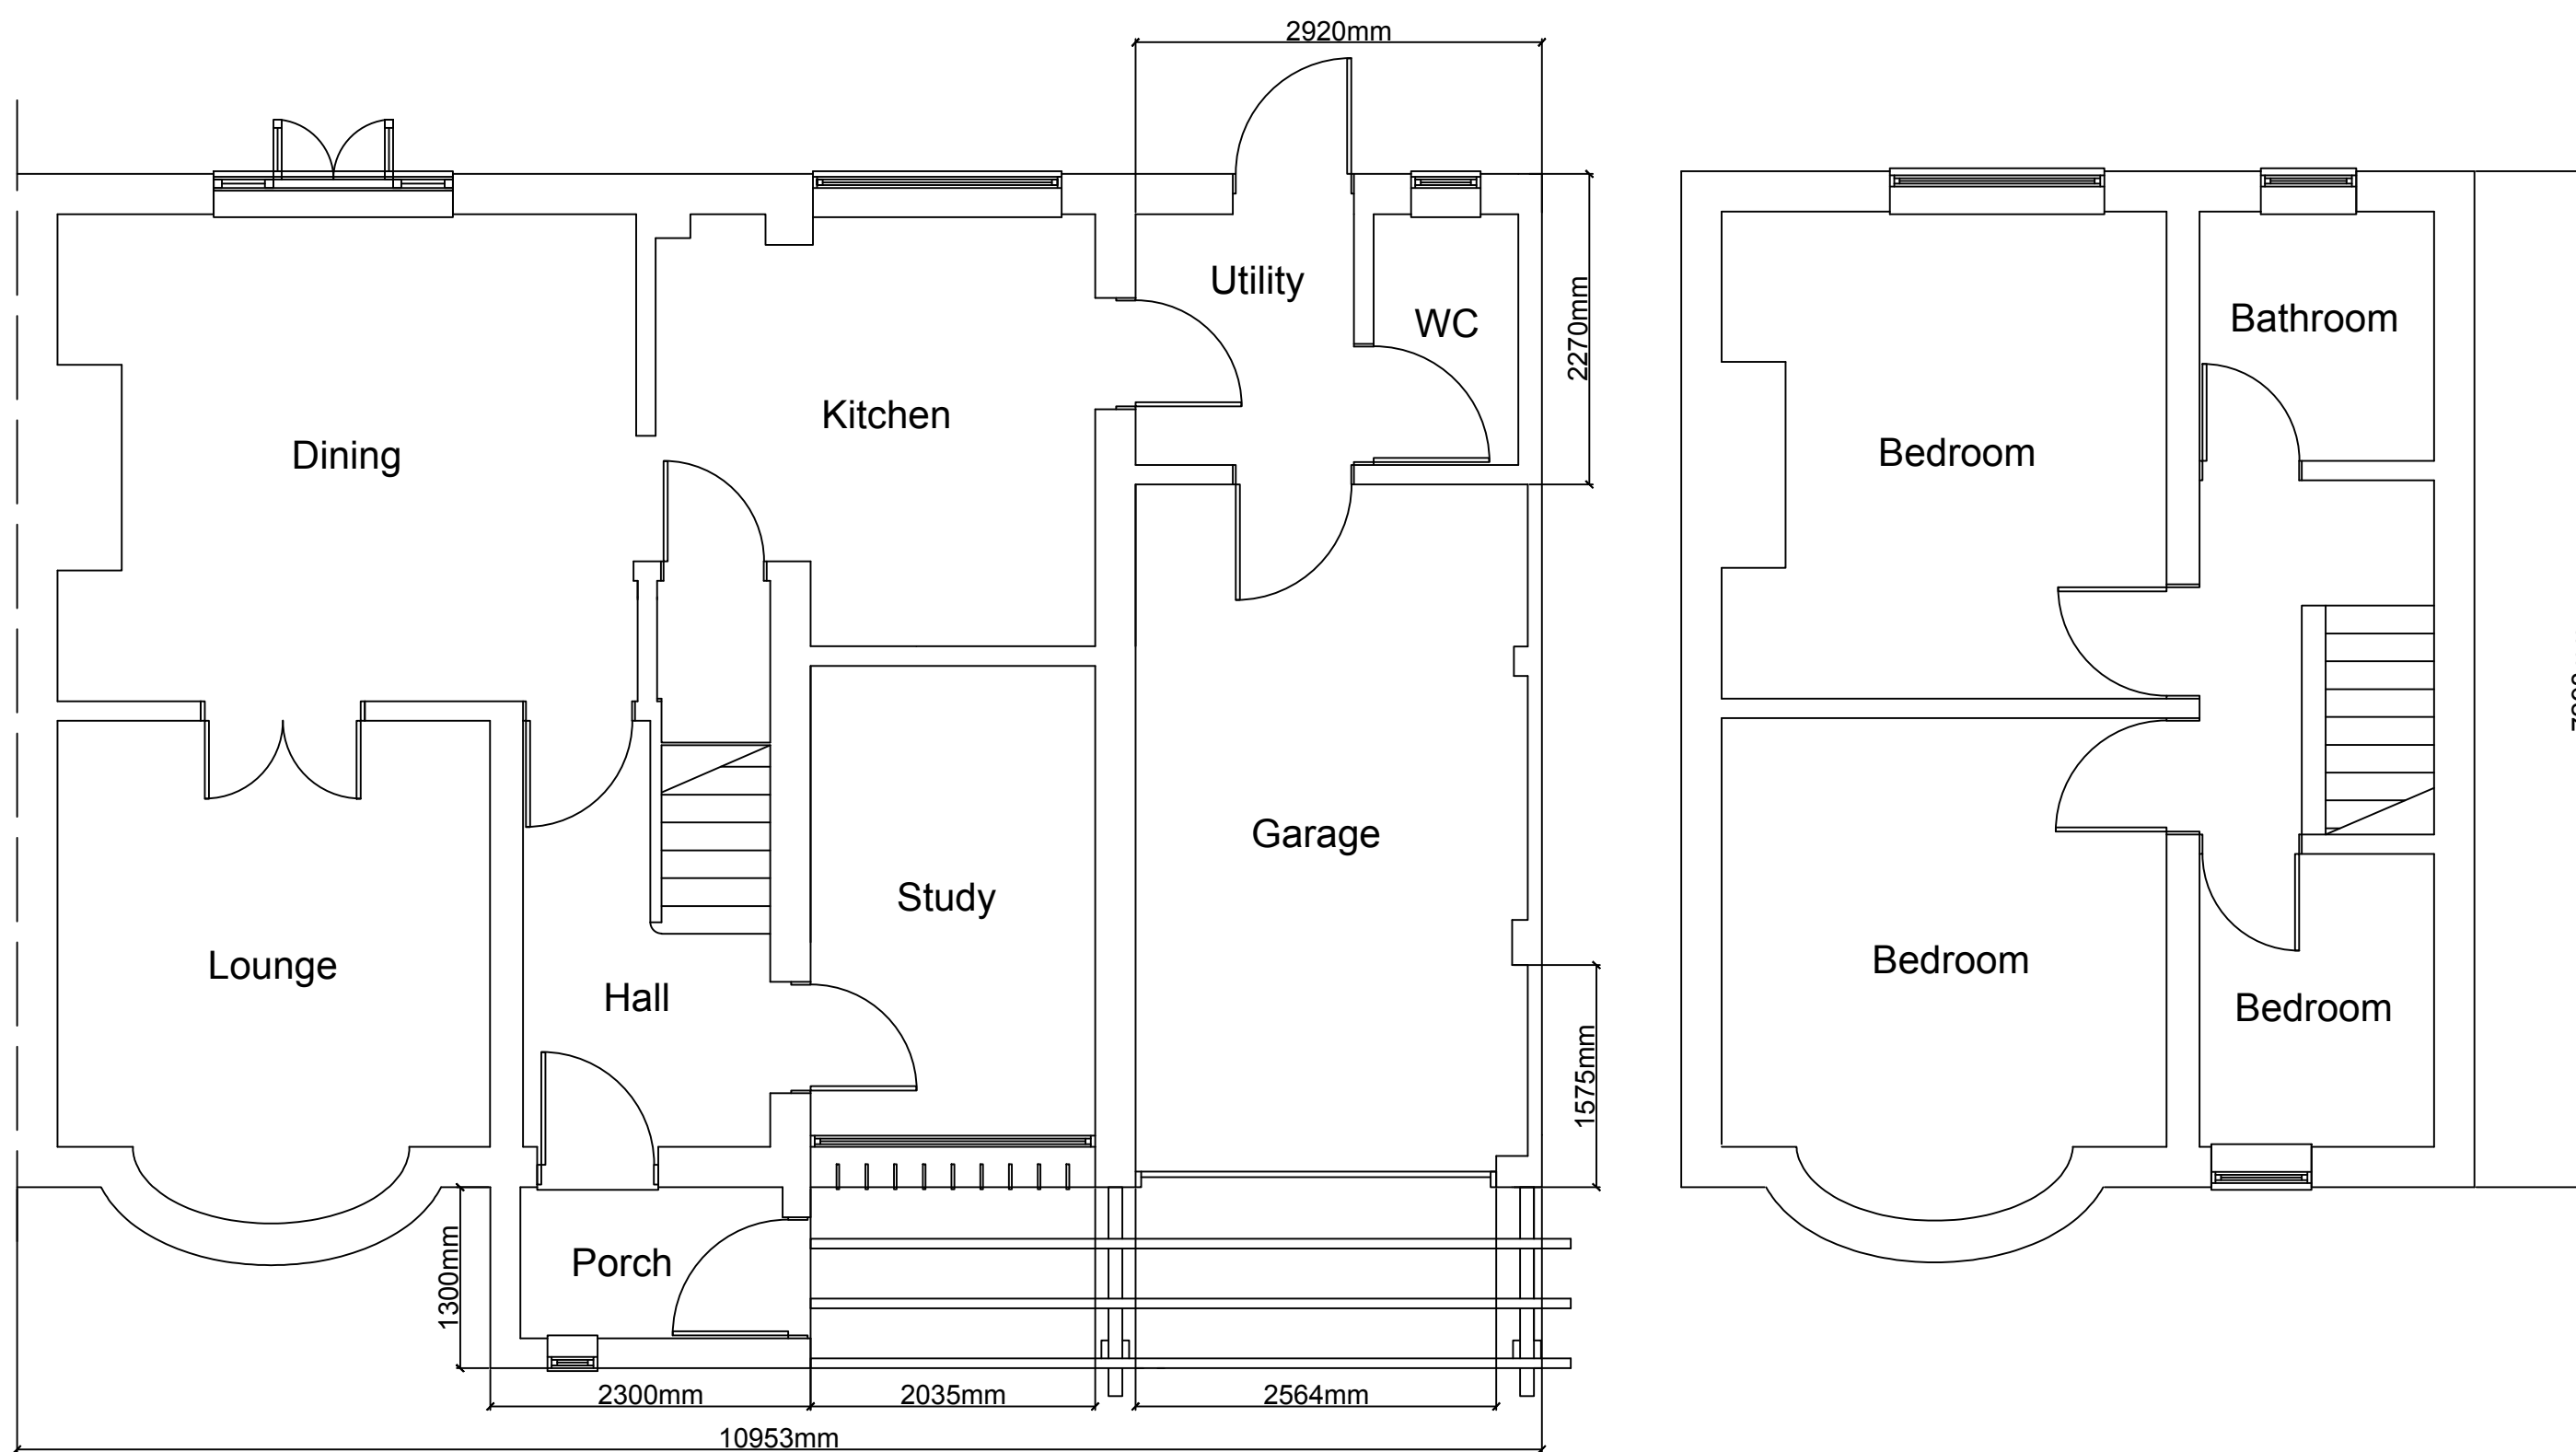 2920mm
Utility
WC
2270mm
Kitchen
Dining
Garage
Study
Lounge
Hall
1575mm
Porch
1300mm
2300mm
2035mm
2564mm
10953mm
Bathroom
Bedroom
Bedroom
Bedroom